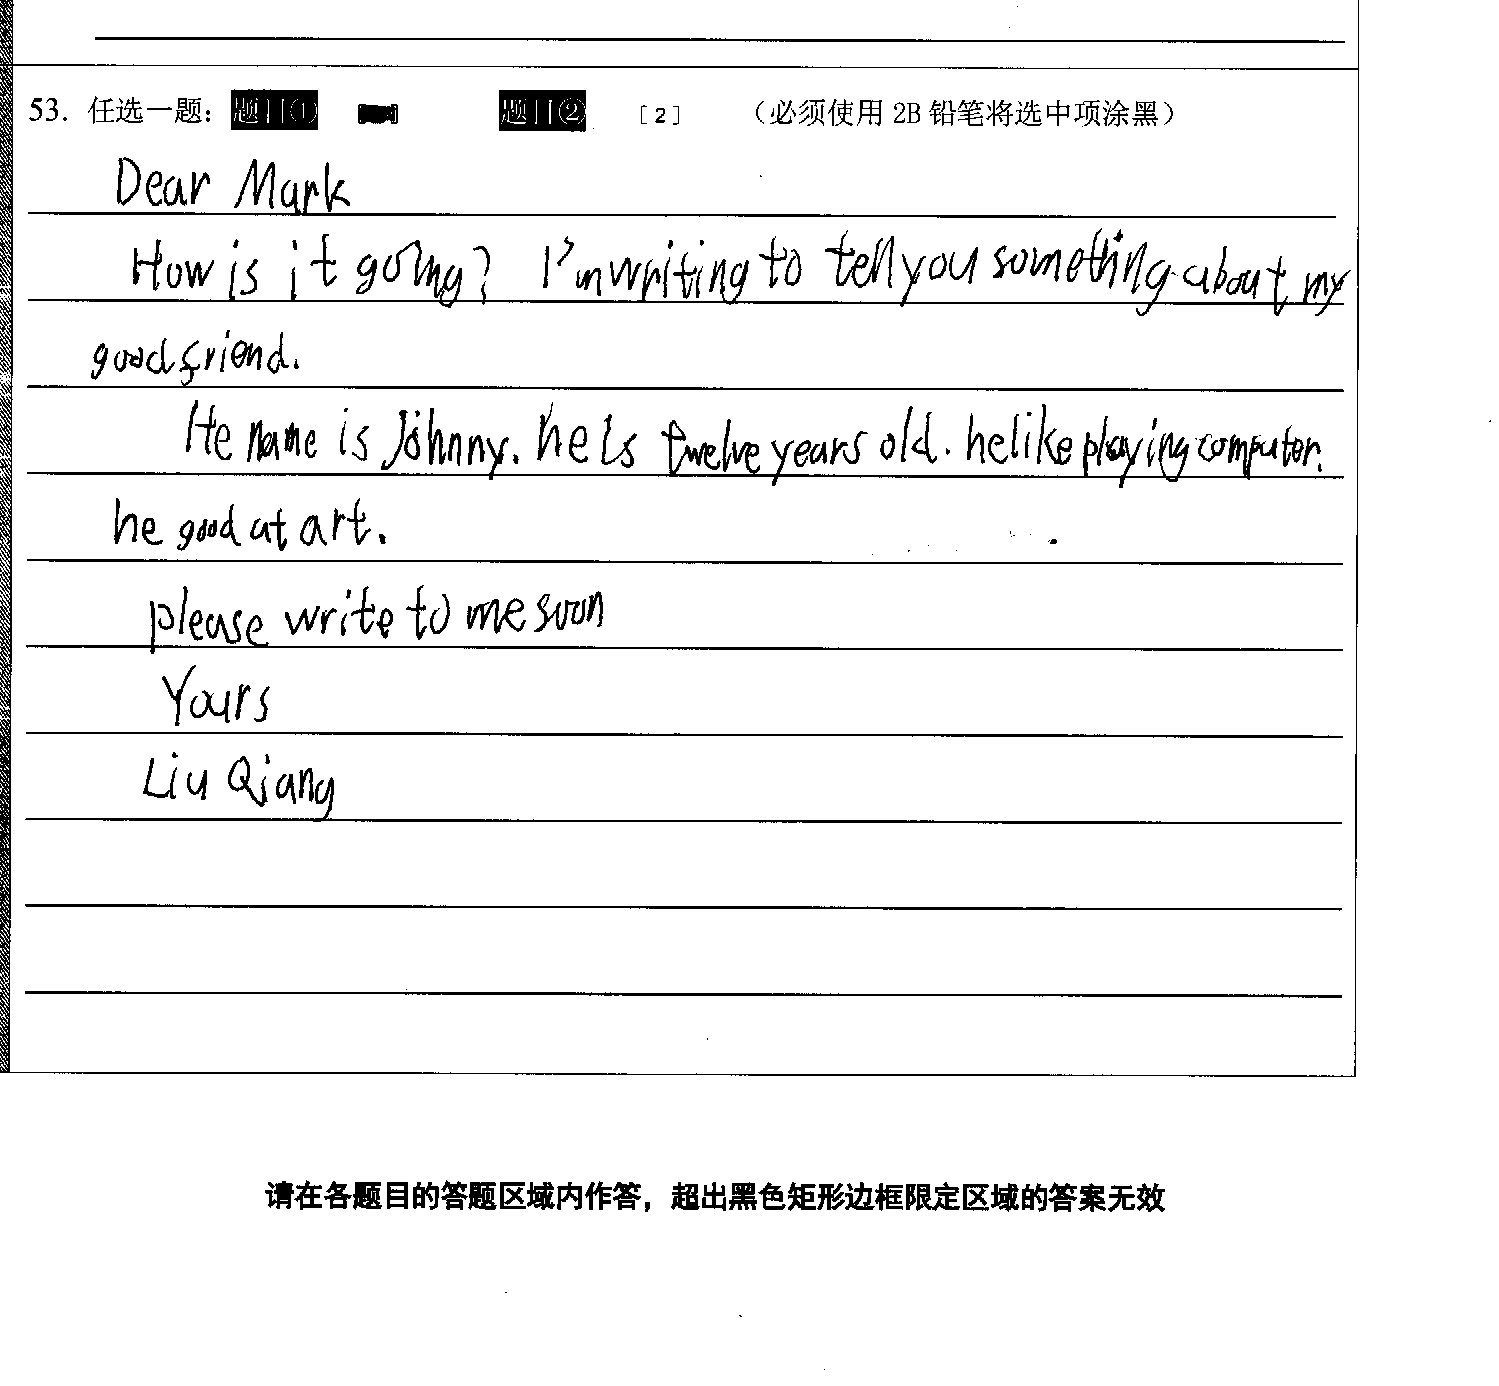 53. 任选一题: 题目① 题目② [2] (必须使用 2B 铅笔将选中项涂黑)
Dear Mark
How is it going? I'm writing to tell you something about my
good friend.
He name is Johnny. he is twelve years old. he like playing computer.
he good at art.
please write to me soon
Yours
Liu Qiang
请在各题目的答题区域内作答，超出黑色矩形边框限定区域的答案无效